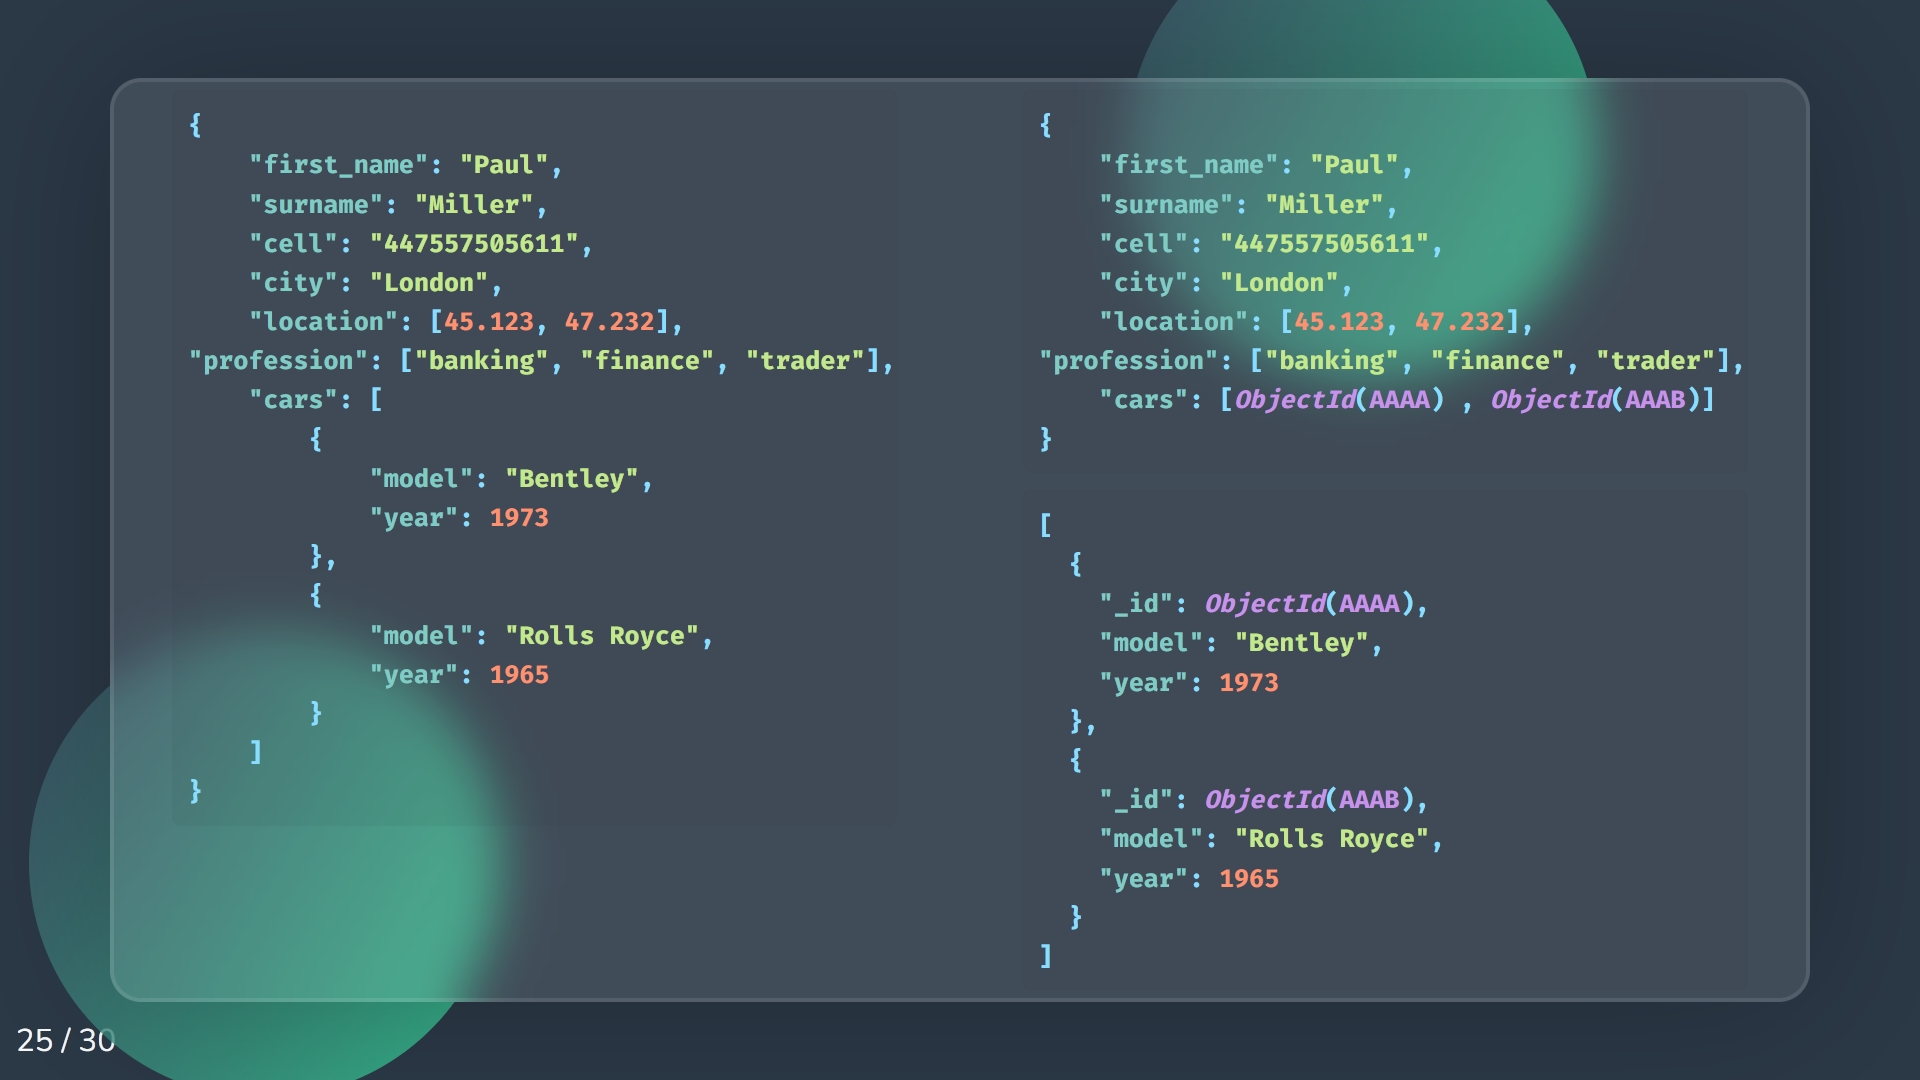 {
    "first_name": "Paul",
    "surname": "Miller",
    "cell": "447557505611",
    "city": "London",
    "location": [45.123, 47.232],
"profession": ["banking", "finance", "trader"],
    "cars": [
        {
            "model": "Bentley",
            "year": 1973
        },
        {
            "model": "Rolls Royce",
            "year": 1965
        }
    ]
}
{
    "first_name": "Paul",
    "surname": "Miller",
    "cell": "447557505611",
    "city": "London",
    "location": [45.123, 47.232],
"profession": ["banking", "finance", "trader"],
    "cars": [ObjectId(AAAA) , ObjectId(AAAB)]
}
[
  {
    "_id": ObjectId(AAAA),
    "model": "Bentley",
    "year": 1973
  },
  {
    "_id": ObjectId(AAAB),
    "model": "Rolls Royce",
    "year": 1965
  }
]
25 / 30